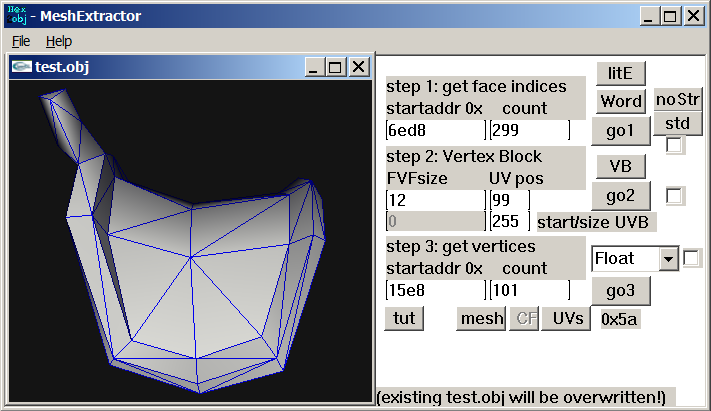 Hex
obj - MeshExtractor
File Help
test.obj
litE
step 1: get face indices
startaddr 0x count
Word
noStr
6ed8 299
go1
std
step 2: Vertex Block
VB
FVFsize UV pos
12 99
go2
0 255 start/size UVB
step 3: get vertices
Float
startaddr 0x count
15e8 101
go3
tut mesh CF UVs 0x5a
(existing test.obj will be overwritten!)